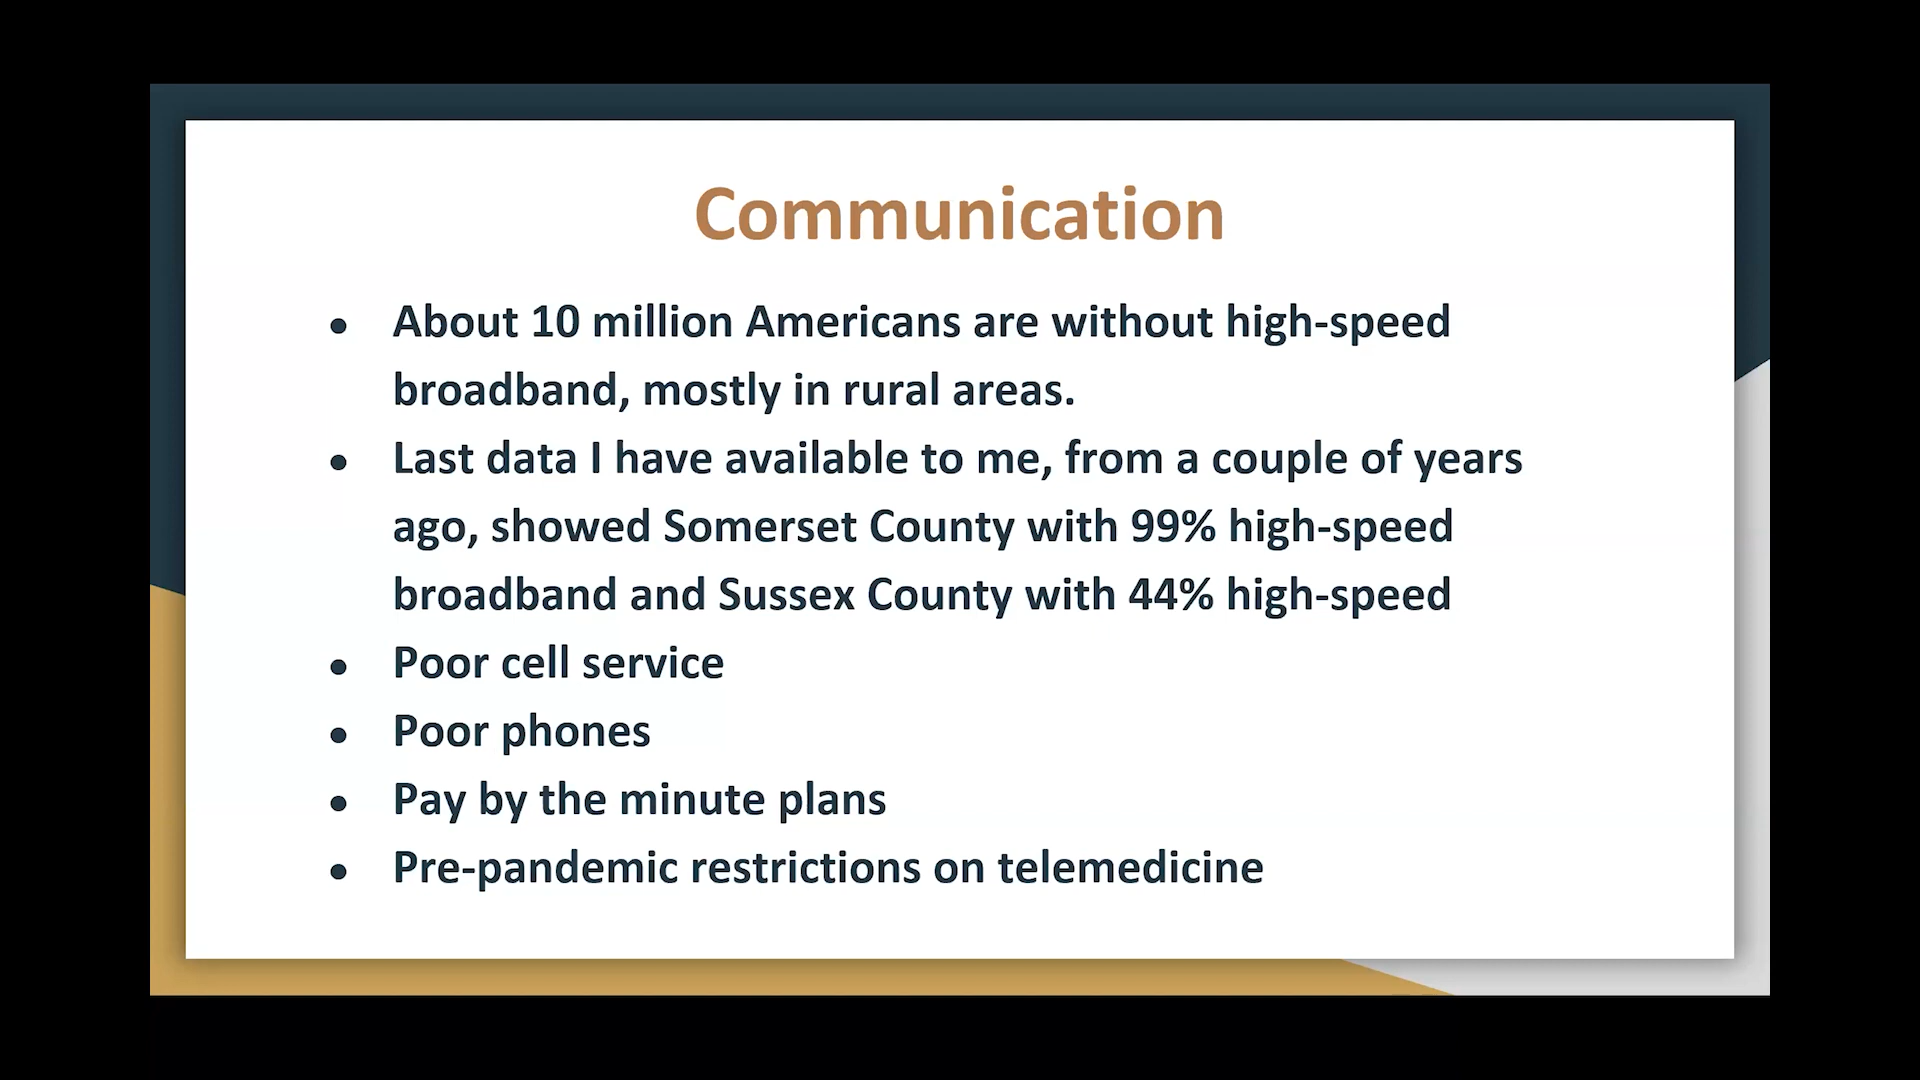 Communication
● About 10 million Americans are without high-speed
broadband, mostly in rural areas.
● Last data I have available to me, from a couple of years
ago, showed Somerset County with 99% high-speed
broadband and Sussex County with 44% high-speed
● Poor cell service
● Poor phones
● Pay by the minute plans
● Pre-pandemic restrictions on telemedicine